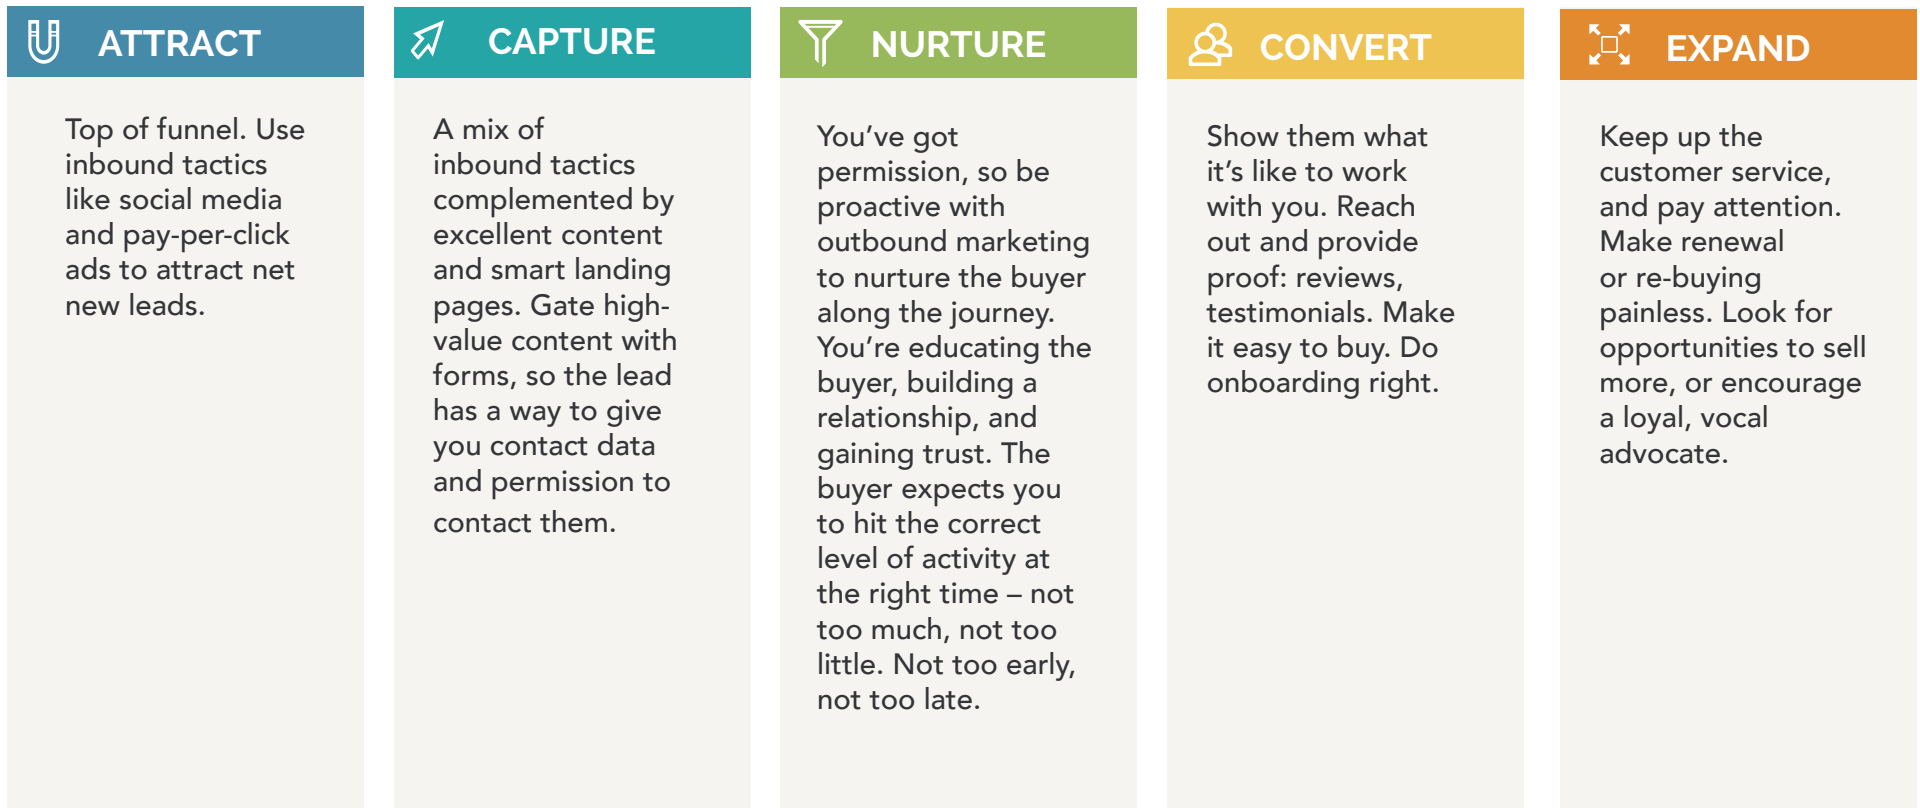 ATTRACT
Top of funnel. Use
inbound tactics
like social media
and pay-per-click
ads to attract net
new leads.
CAPTURE
A mix of
inbound tactics
complemented by
excellent content
and smart landing
pages. Gate high-
value content with
forms, so the lead
has a way to give
you contact data
and permission to
contact them.
NURTURE
You’ve got
permission, so be
proactive with
outbound marketing
to nurture the buyer
along the journey.
You’re educating the
buyer, building a
relationship, and
gaining trust. The
buyer expects you
to hit the correct
level of activity at
the right time – not
too much, not too
little. Not too early,
not too late.
CONVERT
Show them what
it’s like to work
with you. Reach
out and provide
proof: reviews,
testimonials. Make
it easy to buy. Do
onboarding right.
EXPAND
Keep up the
customer service,
and pay attention.
Make renewal
or re-buying
painless. Look for
opportunities to sell
more, or encourage
a loyal, vocal
advocate.